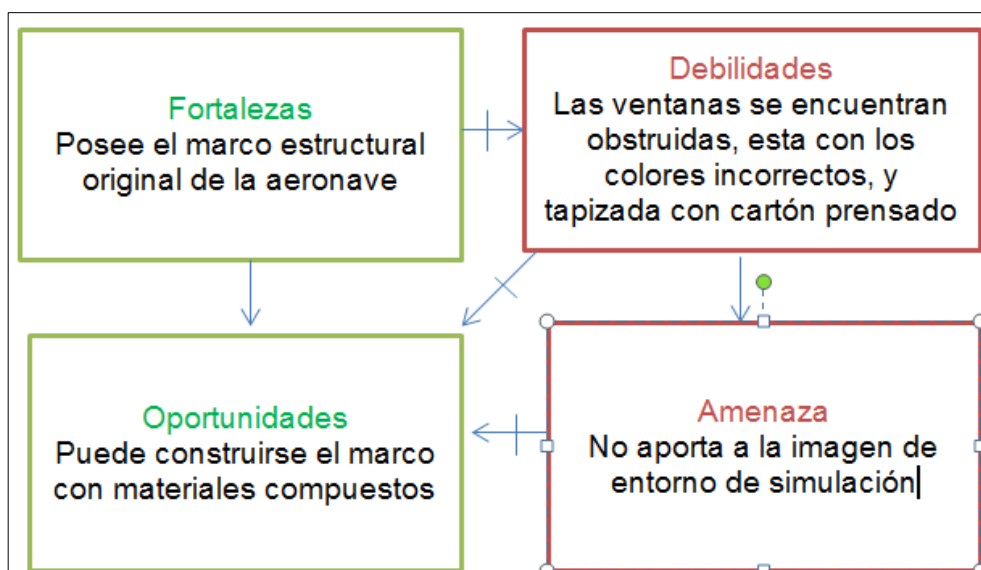 Fortalezas
Posee el marco estructural
original de la aeronave
Debilidades
Las ventanas se encuentran
obstruidas, esta con los
colores incorrectos, y
tapizada con cartón prensado
Oportunidades
Puede construirse el marco
con materiales compuestos
Amenaza
No aporta a la imagen de
entorno de simulación